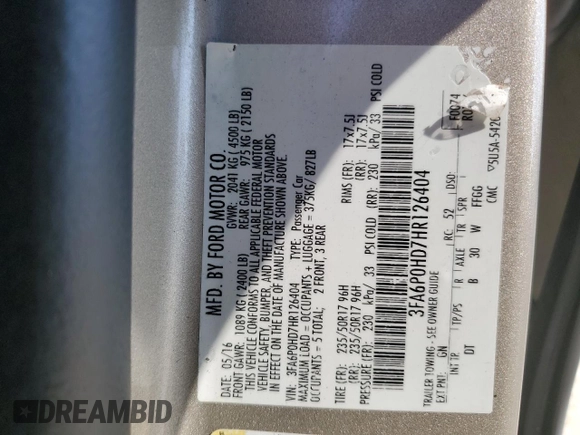 MFD. BY FORD MOTOR CO.
DATE: 05/16 GVWR: 2041 KG (4500 LB)
FRONT GAWR: 1089 KG (2400 LB) REAR GAWR: 975 KG (2150 LB)
THIS VEHICLE CONFORMS TO ALL APPLICABLE FEDERAL MOTOR
VEHICLE SAFETY, BUMPER, AND THEFT PREVENTION STANDARDS
IN EFFECT ON THE DATE OF MANUFACTURE SHOWN ABOVE.
VIN: 3FA6P0HD7HR126404 TYPE: Passenger Car
MAXIMUM LOAD = OCCUPANTS + LUGGAGE = 375KG/ 827LB
OCCUPANTS = 5 TOTAL; 2 FRONT, 3 REAR
TIRE (FR): 235/50R17 96H RIMS (FR): 17x7.5J
TIRE (RR): 235/50R17 96H (RR): 17x7.5J
PRESSURE (FR): 230 kPa/ 33 PSI COLD (RR): 230 kPa/ 33 PSI COLD
3FA6P0HD7HR126404
F0074
R07
TRAILER TOWING - SEE OWNER GUIDE
EXT PNT: GN RC: 52 DSO:
INT TR TP/PS R AXLE TR SPR
DT B 30 W FFGG
CMC 5U5A-5420
DREAMBID